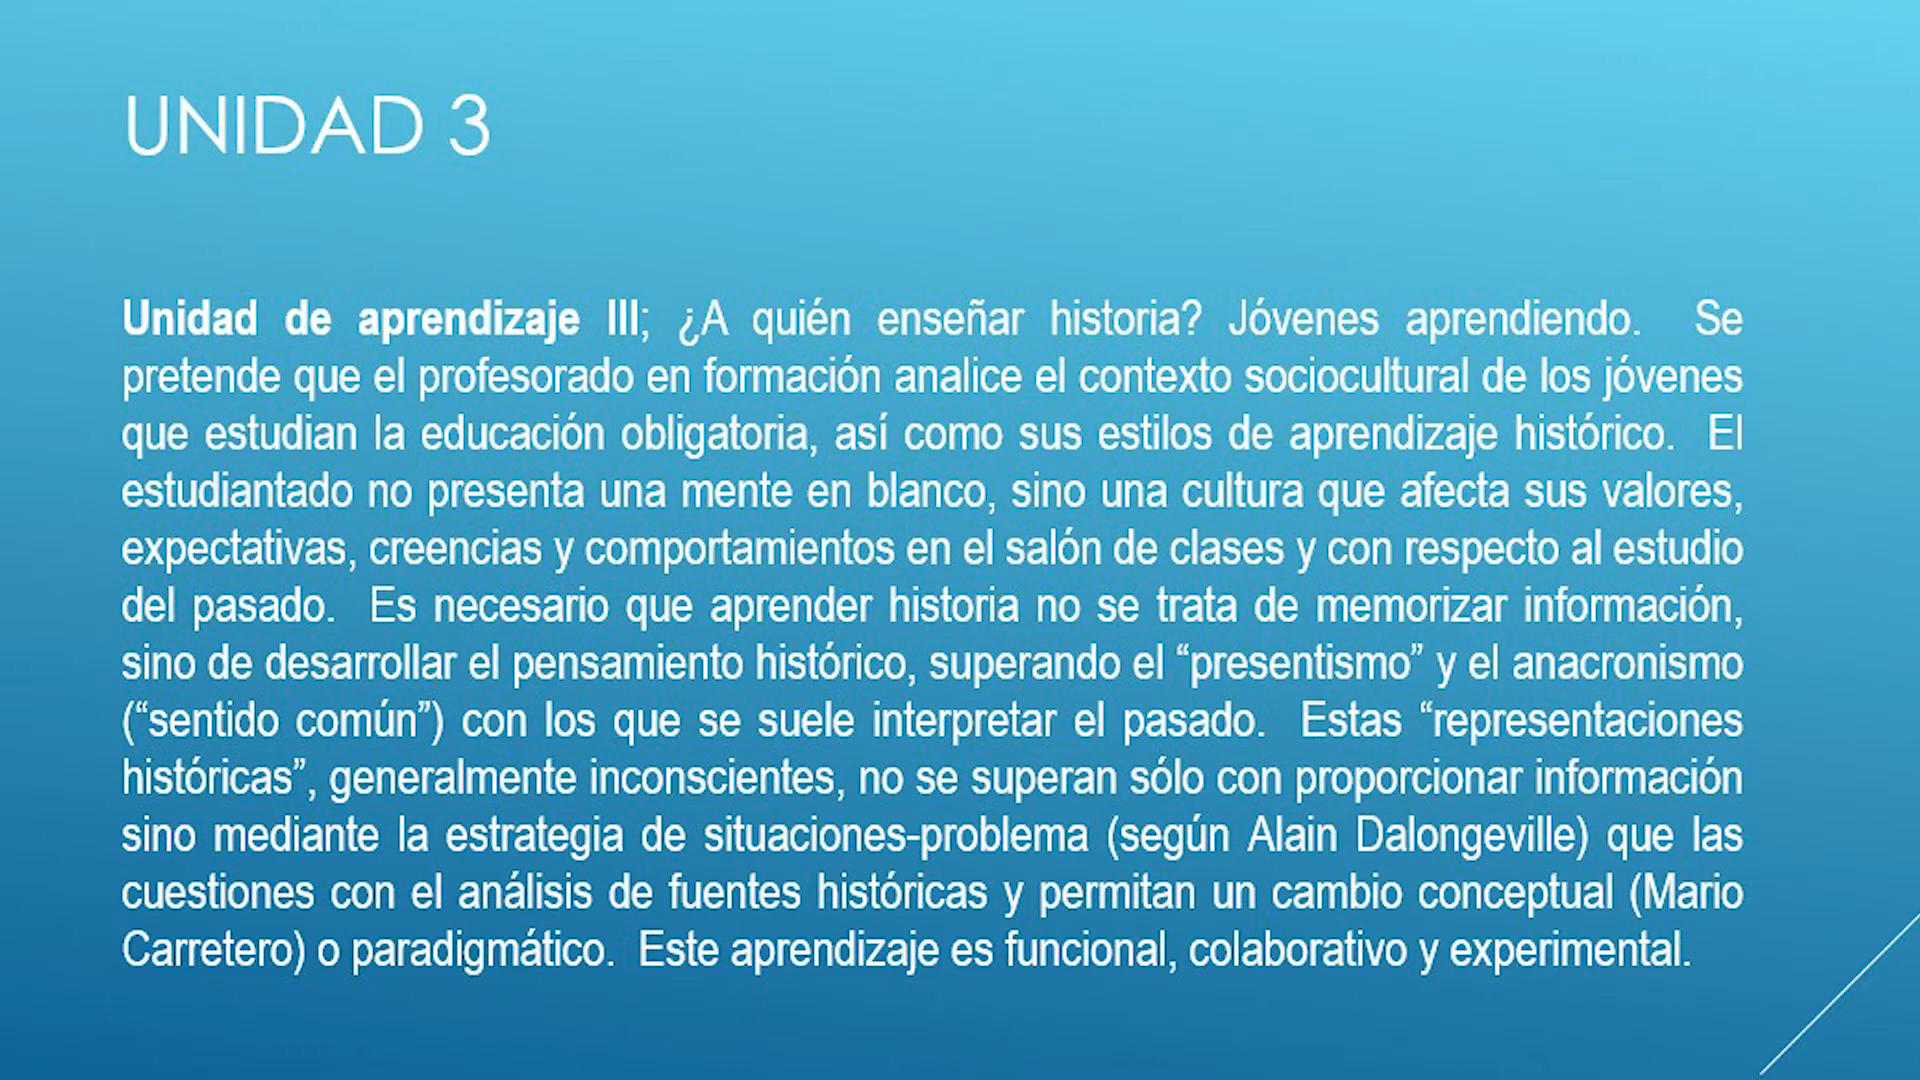 UNIDAD 3
Unidad de aprendizaje III; ¿A quién enseñar historia? Jóvenes aprendiendo. Se
pretende que el profesorado en formación analice el contexto sociocultural de los jóvenes
que estudian la educación obligatoria, así como sus estilos de aprendizaje histórico. El
estudiantado no presenta una mente en blanco, sino una cultura que afecta sus valores,
expectativas, creencias y comportamientos en el salón de clases y con respecto al estudio
del pasado. Es necesario que aprender historia no se trata de memorizar información,
sino de desarrollar el pensamiento histórico, superando el “presentismo” y el anacronismo
(“sentido común”) con los que se suele interpretar el pasado. Estas “representaciones
históricas”, generalmente inconscientes, no se superan sólo con proporcionar información
sino mediante la estrategia de situaciones-problema (según Alain Dalongeville) que las
cuestiones con el análisis de fuentes históricas y permitan un cambio conceptual (Mario
Carretero) o paradigmático. Este aprendizaje es funcional, colaborativo y experimental.